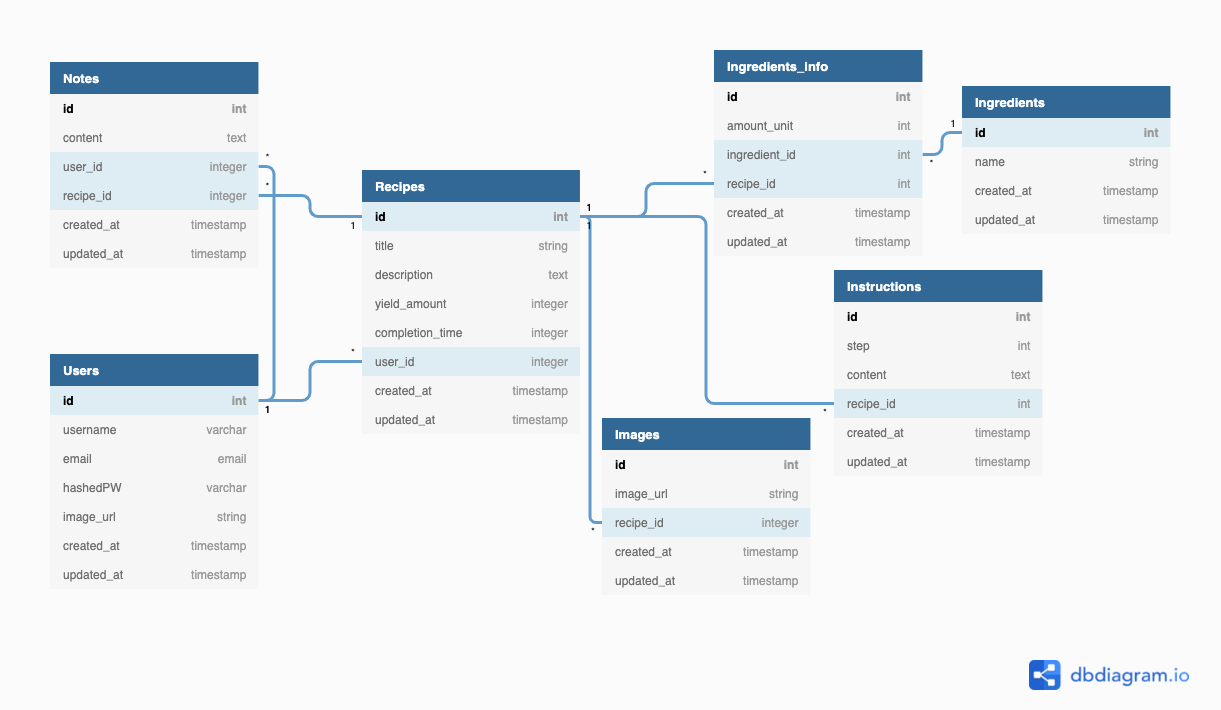 Notes
id int
content text
user_id integer
recipe_id integer
created_at timestamp
updated_at timestamp
*
*
1
Users
id int
username varchar
email email
hashedPW varchar
image_url string
created_at timestamp
updated_at timestamp
1
*
Recipes
id int
title string
description text
yield_amount integer
completion_time integer
user_id integer
created_at timestamp
updated_at timestamp
1
1
*
Ingredients_Info
id int
amount_unit int
ingredient_id int
recipe_id int
created_at timestamp
updated_at timestamp
1
*
Ingredients
id int
name string
created_at timestamp
updated_at timestamp
Instructions
id int
step int
content text
recipe_id int
created_at timestamp
updated_at timestamp
*
Images
id int
image_url string
recipe_id integer
created_at timestamp
updated_at timestamp
*
dbdiagram.io